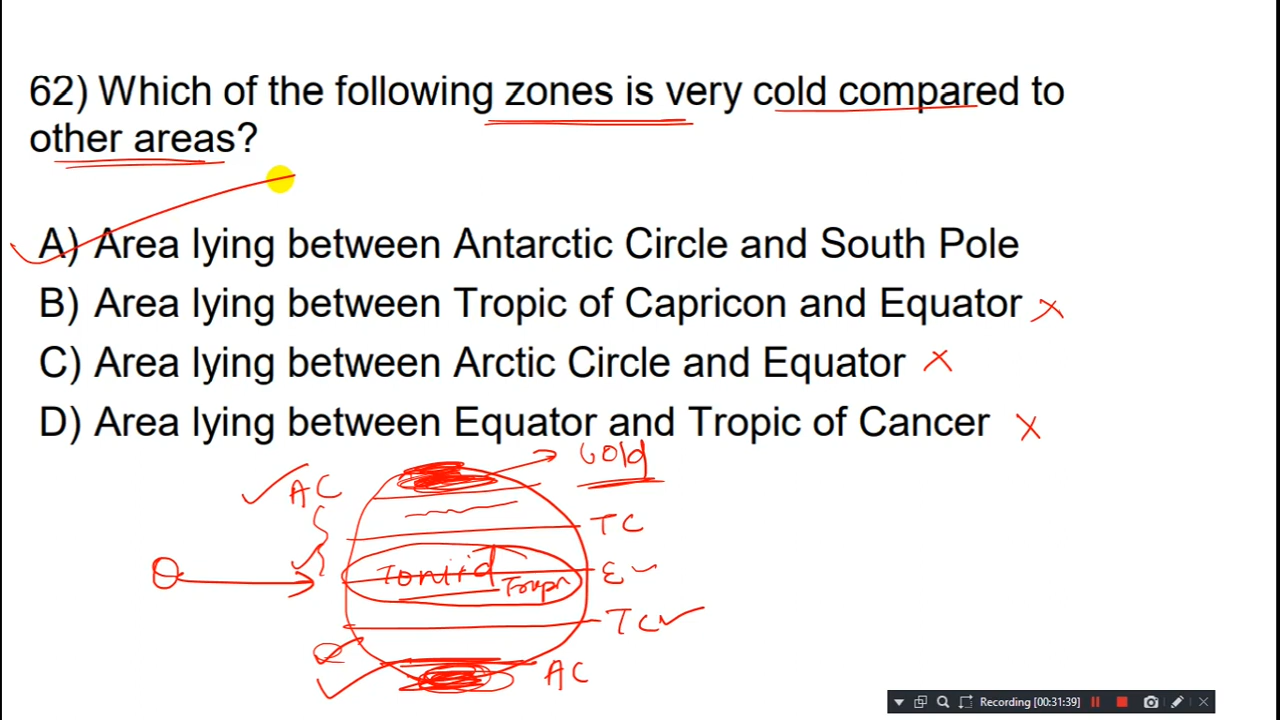 62) Which of the following zones is very cold compared to
other areas?
A) Area lying between Antarctic Circle and South Pole
B) Area lying between Tropic of Capricon and Equator
C) Area lying between Arctic Circle and Equator
D) Area lying between Equator and Tropic of Cancer
Cold
AC
TC
E
TC
AC
Recording [00:31:39]